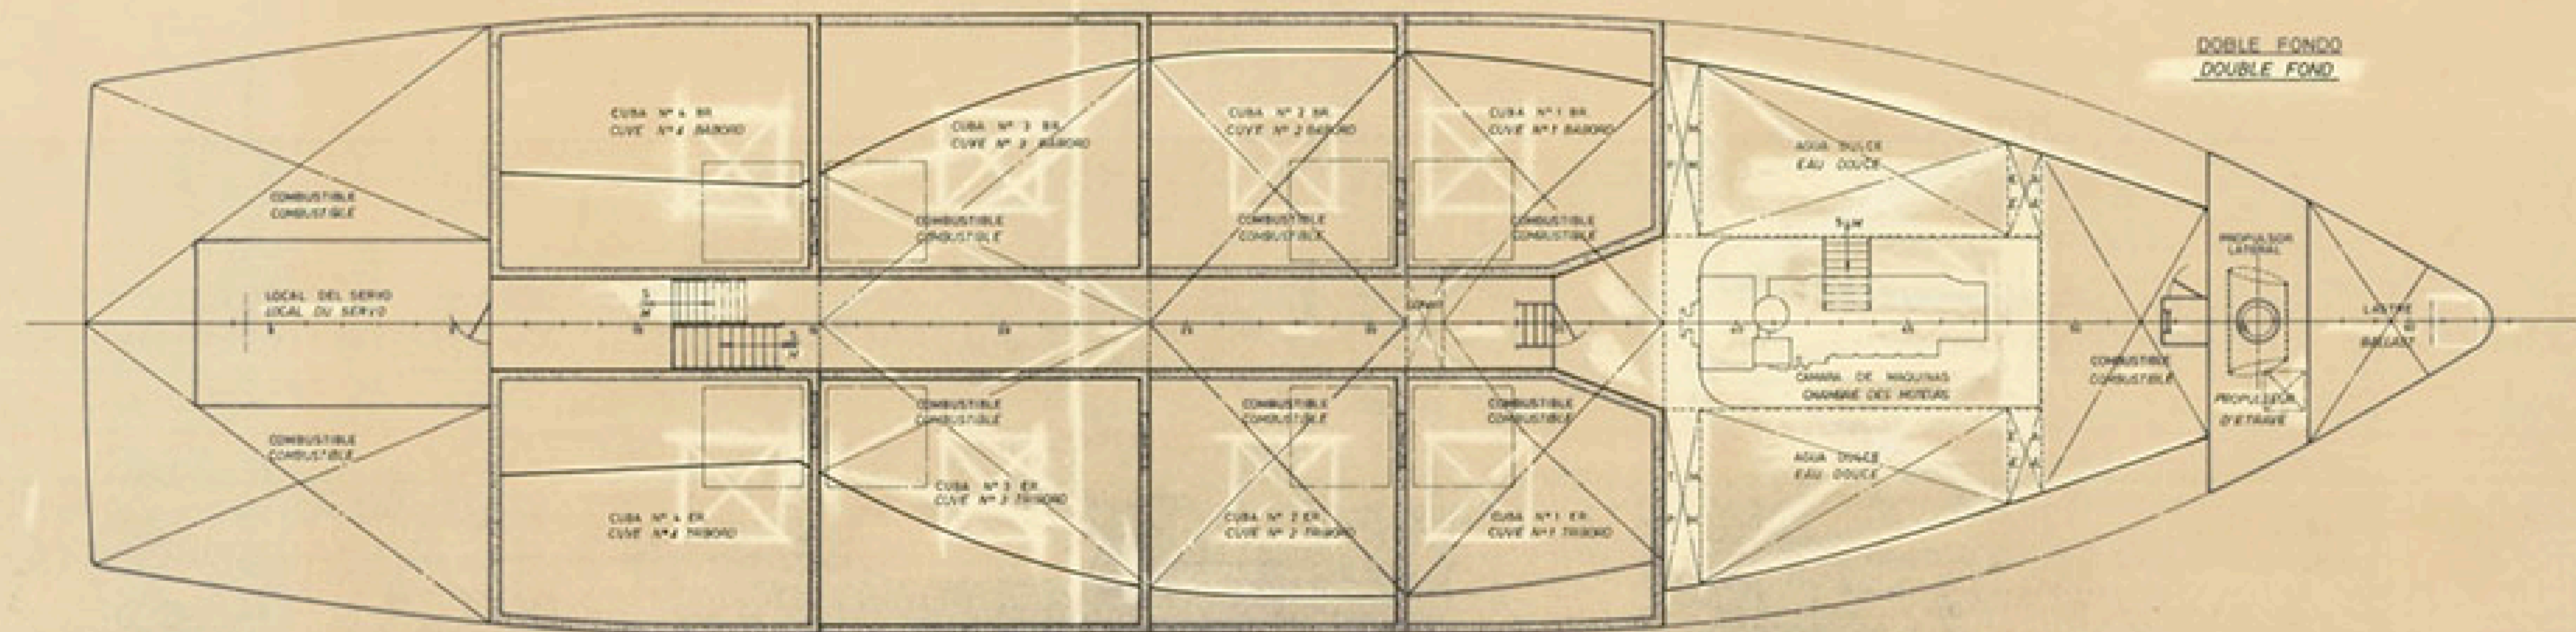 DOBLE FONDO
DOUBLE FOND
CUBA Nº 4 BR.
CUVE Nº 4 BABORD
CUBA Nº 3 BR.
CUVE Nº 3 BABORD
CUBA Nº 2 BR.
CUVE Nº 2 BABORD
CUBA Nº 1 BR.
CUVE Nº 1 BABORD
AGUA DULCE
EAU DOUCE
COMBUSTIBLE
COMBUSTIBLE
COMBUSTIBLE
COMBUSTIBLE
COMBUSTIBLE
COMBUSTIBLE
COMBUSTIBLE
COMBUSTIBLE
PROPULSOR
LATERAL
LOCAL DEL SERVO
LOCAL DU SERVO
LASTRE
BALLAST
CAMARA DE MAQUINAS
CHAMBRE DES MOTEURS
COMBUSTIBLE
COMBUSTIBLE
PROPULSEUR
D'ETRAVE
COMBUSTIBLE
COMBUSTIBLE
COMBUSTIBLE
COMBUSTIBLE
COMBUSTIBLE
COMBUSTIBLE
COMBUSTIBLE
COMBUSTIBLE
AGUA DULCE
EAU DOUCE
CUBA Nº 4 ER.
CUVE Nº 4 TRIBORD
CUBA Nº 3 ER.
CUVE Nº 3 TRIBORD
CUBA Nº 2 ER.
CUVE Nº 2 TRIBORD
CUBA Nº 1 ER.
CUVE Nº 1 TRIBORD